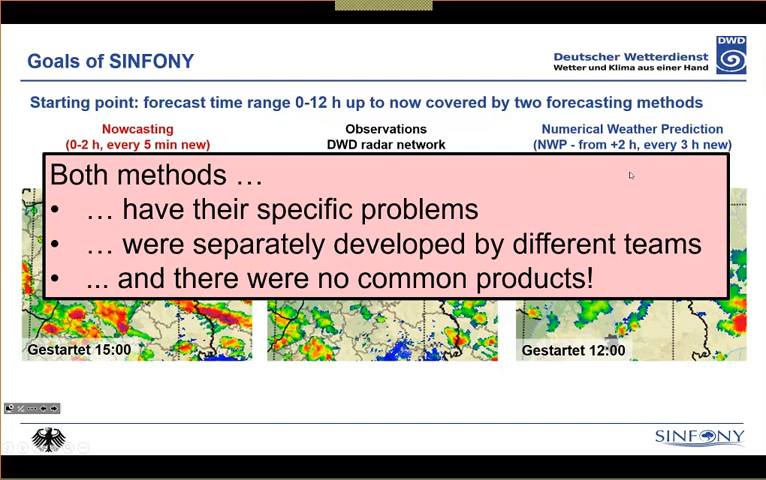 Goals of SINFONY
DWD
Deutscher Wetterdienst
Wetter und Klima aus einer Hand
Starting point: forecast time range 0-12 h up to now covered by two forecasting methods
Nowcasting
(0-2 h, every 5 min new)
Observations
DWD radar network
Numerical Weather Prediction
(NWP - from +2 h, every 3 h new)
Both methods …
• … have their specific problems
• … were separately developed by different teams
• ... and there were no common products!
Gestartet 15:00
Gestartet 12:00
SINFONY